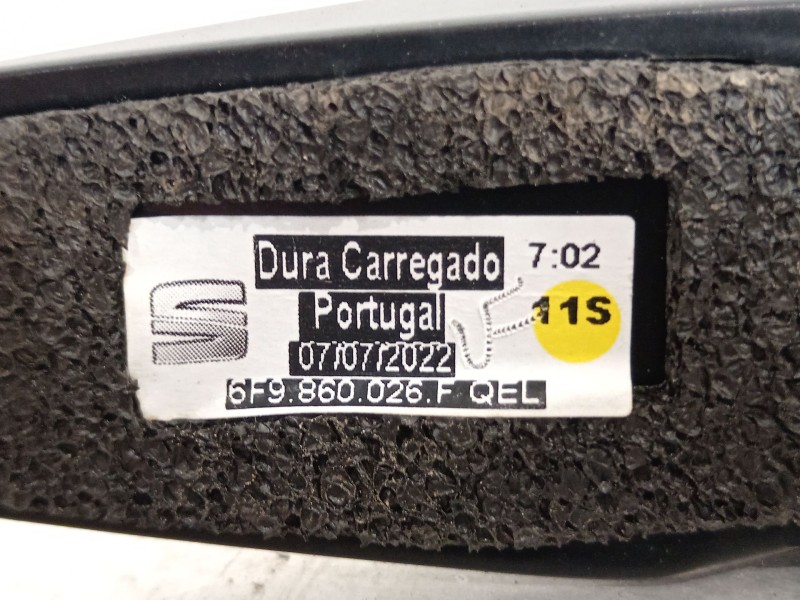 Dura Carregado 7:02
Portugal 11S
07/07/2022
6F9.860.026.F QEL